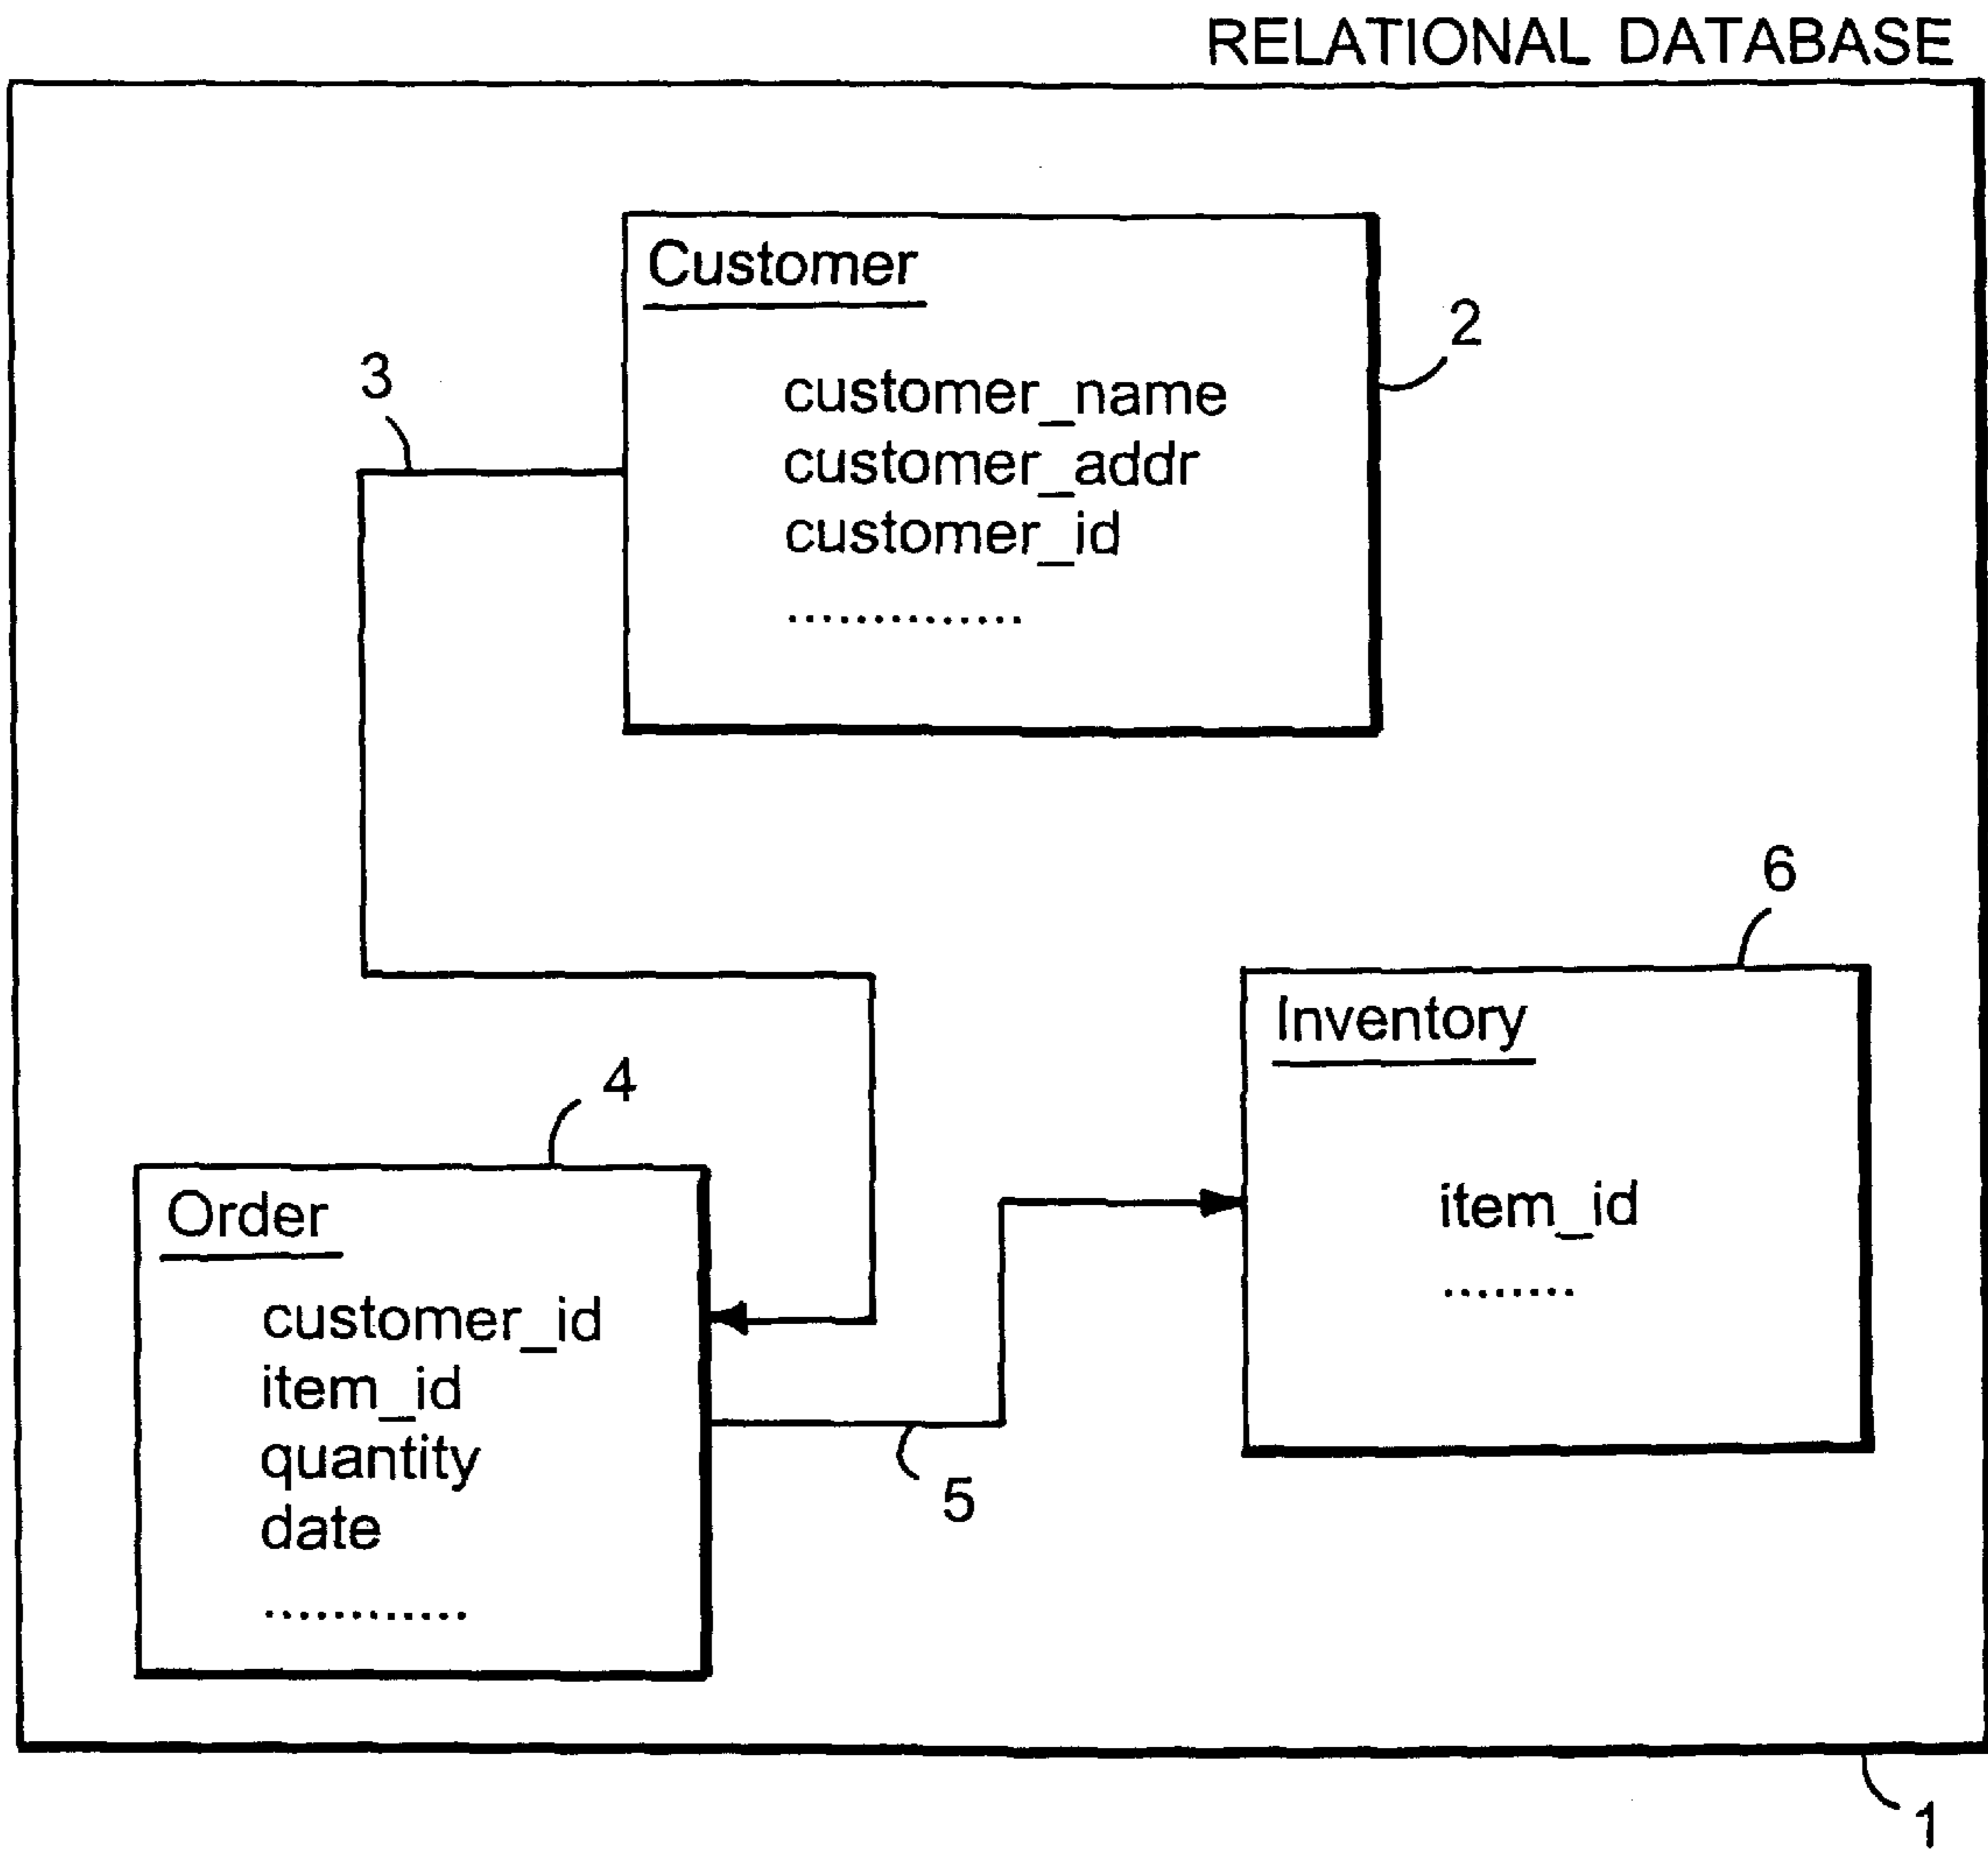 RELATIONAL DATABASE
Customer
2
3
customer_name
customer_addr
customer_id
..............
6
Inventory
4
Order
item_id
........
customer_id
item_id
quantity
5
date
............
1